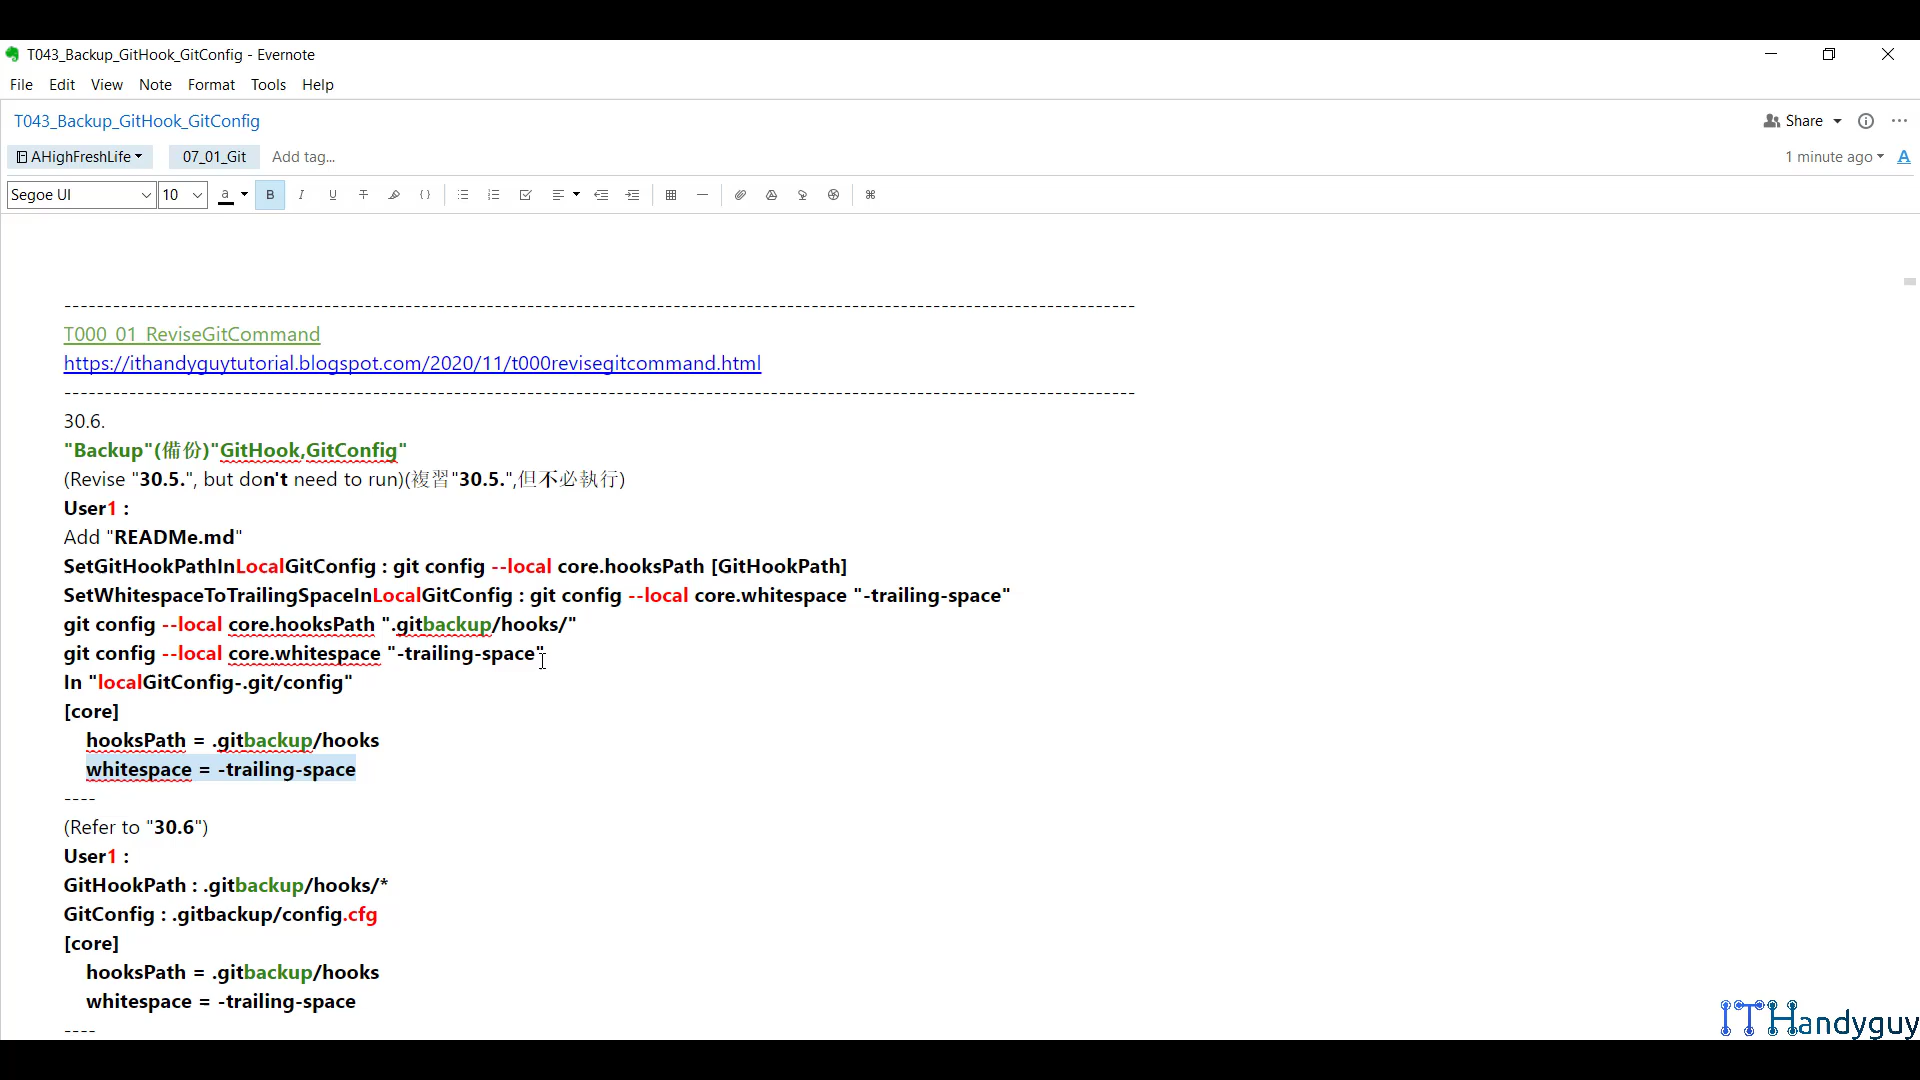 T043_Backup_GitHook_GitConfig - Evernote
File Edit View Note Format Tools Help
T043_Backup_GitHook_GitConfig
Share
AHighFreshLife 07_01_Git Add tag...
1 minute ago A
Segoe UI 10 a B I U T
--------------------------------------------------------------------------------------------------------------------------------------
T000_01_ReviseGitCommand
https://ithandyguytutorial.blogspot.com/2020/11/t000revisegitcommand.html
--------------------------------------------------------------------------------------------------------------------------------------
30.6.
"Backup"(備份)"GitHook,GitConfig"
(Revise "30.5.", but don't need to run)(複習"30.5.",但不必執行)
User1 :
Add "READMe.md"
SetGitHookPathInLocalGitConfig : git config --local core.hooksPath [GitHookPath]
SetWhitespaceToTrailingSpaceInLocalGitConfig : git config --local core.whitespace "-trailing-space"
git config --local core.hooksPath ".gitbackup/hooks/"
git config --local core.whitespace "-trailing-space"
In "localGitConfig-.git/config"
[core]
hooksPath = .gitbackup/hooks
whitespace = -trailing-space
----
(Refer to "30.6")
User1 :
GitHookPath : .gitbackup/hooks/*
GitConfig : .gitbackup/config.cfg
[core]
hooksPath = .gitbackup/hooks
whitespace = -trailing-space
----
ITHandyguy